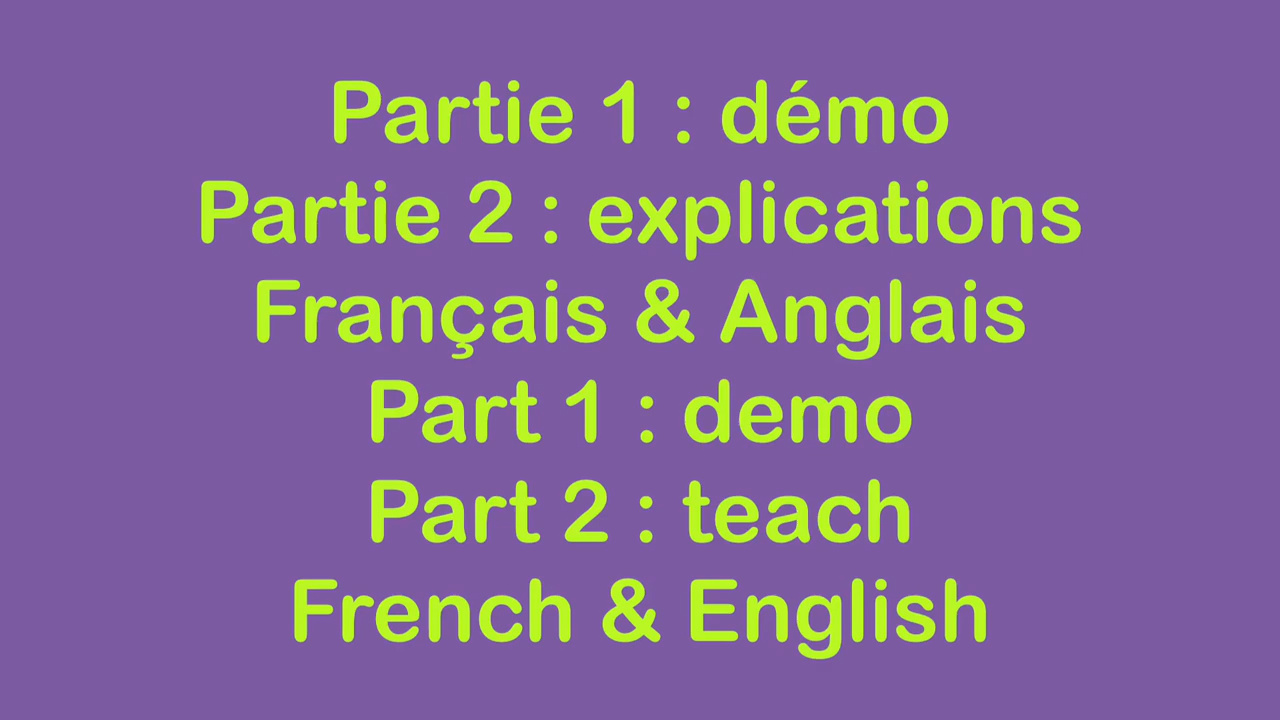 Partie 1 : démo
Partie 2 : explications
Français & Anglais
Part 1 : demo
Part 2 : teach
French & English